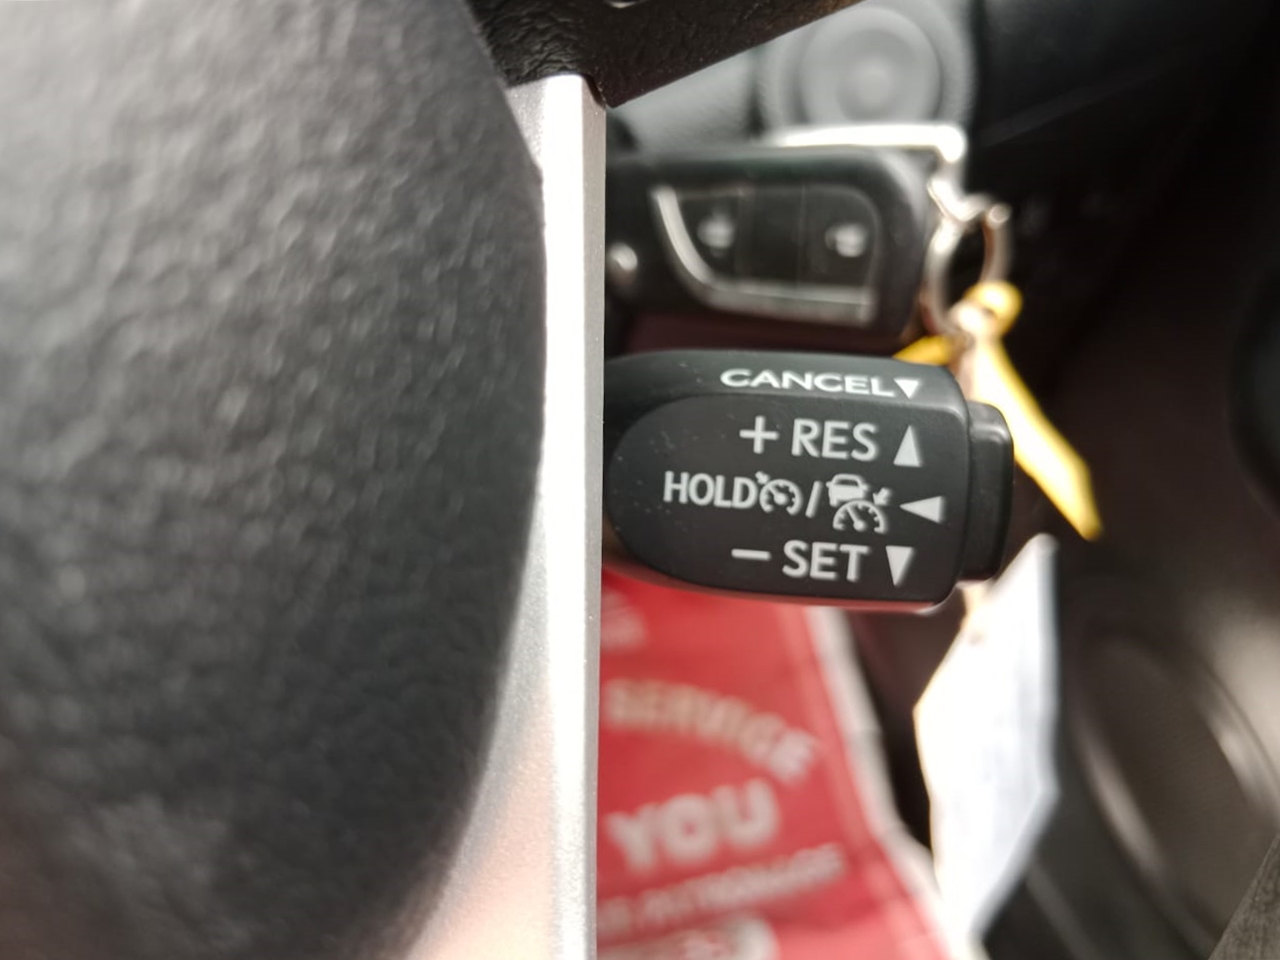 CANCEL▼
+ RES ▲
HOLD / ◀
− SET ▼
SERVICE
YOU